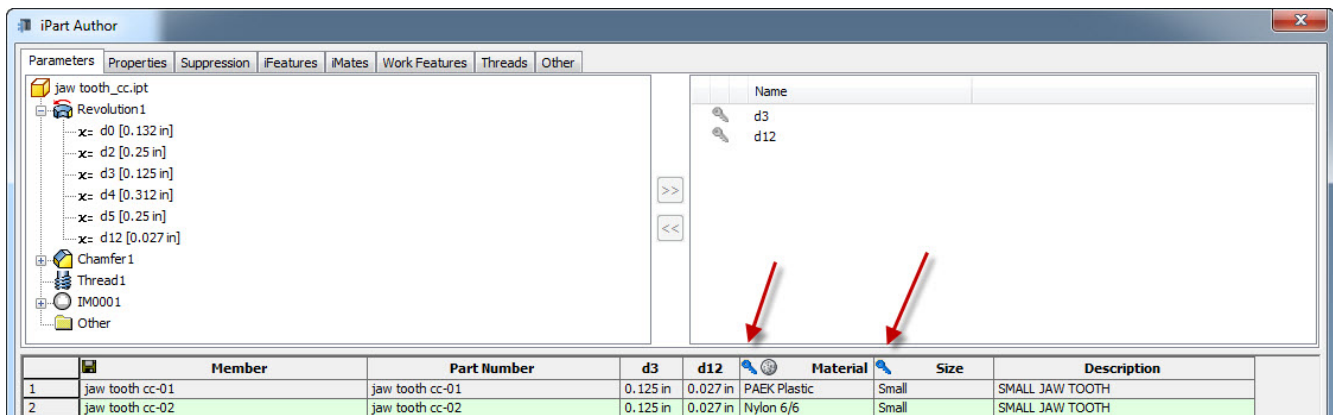 iPart Author
Parameters Properties Suppression iFeatures iMates Work Features Threads Other
jaw tooth_cc.ipt
Name
Revolution1
d3
x= d0 [0.132 in]
d12
x= d2 [0.25 in]
x= d3 [0.125 in]
x= d4 [0.312 in]
>>
x= d5 [0.25 in]
<<
x= d12 [0.027 in]
Chamfer1
Thread1
IM0001
Other
Member Part Number d3 d12 Material Size Description
1 jaw tooth cc-01 jaw tooth cc-01 0.125 in 0.027 in PAEK Plastic Small SMALL JAW TOOTH
2 jaw tooth cc-02 jaw tooth cc-02 0.125 in 0.027 in Nylon 6/6 Small SMALL JAW TOOTH